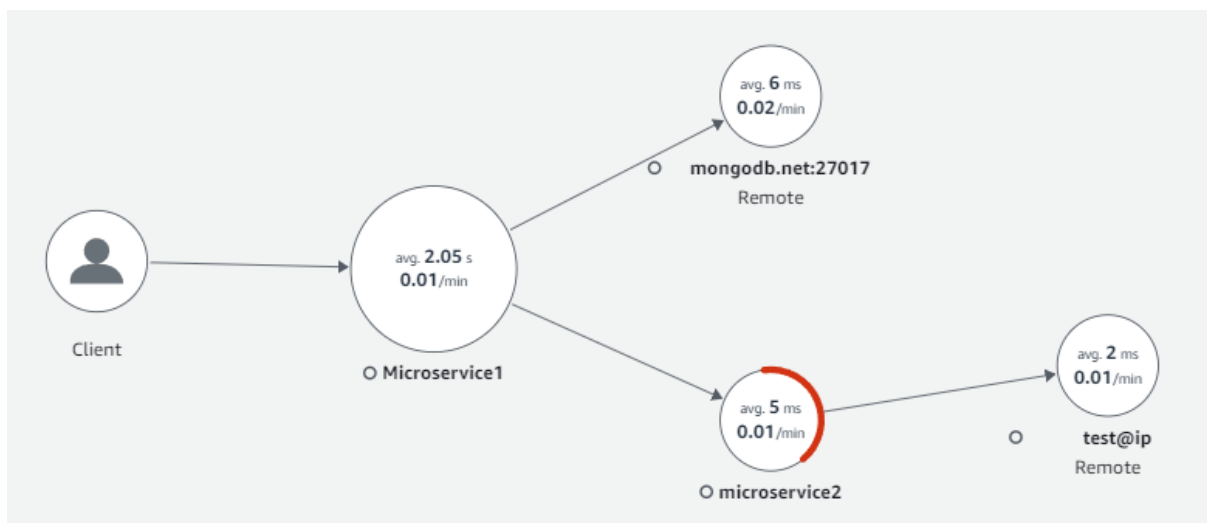 Client
avg. 2.05 s
0.01/min
Microservice1
avg. 6 ms
0.02/min
mongodb.net:27017
Remote
avg. 5 ms
0.01/min
microservice2
avg. 2 ms
0.01/min
test@ip
Remote